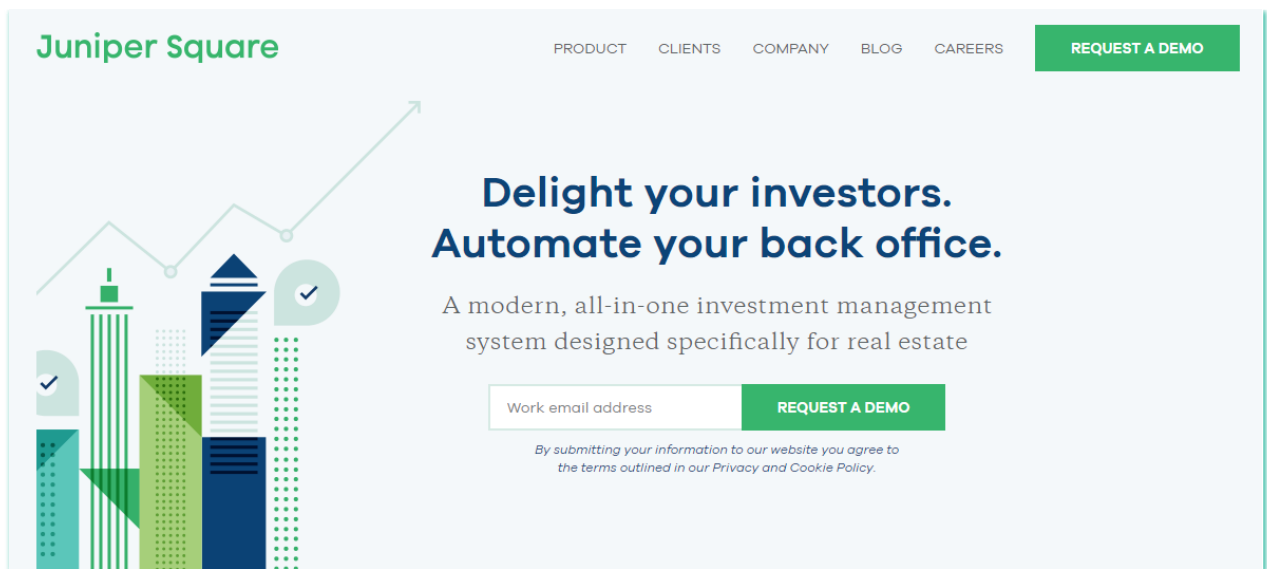 Juniper Square
PRODUCT CLIENTS COMPANY BLOG CAREERS REQUEST A DEMO
Delight your investors.
Automate your back office.
A modern, all-in-one investment management
system designed specifically for real estate
Work email address REQUEST A DEMO
By submitting your information to our website you agree to
the terms outlined in our Privacy and Cookie Policy.